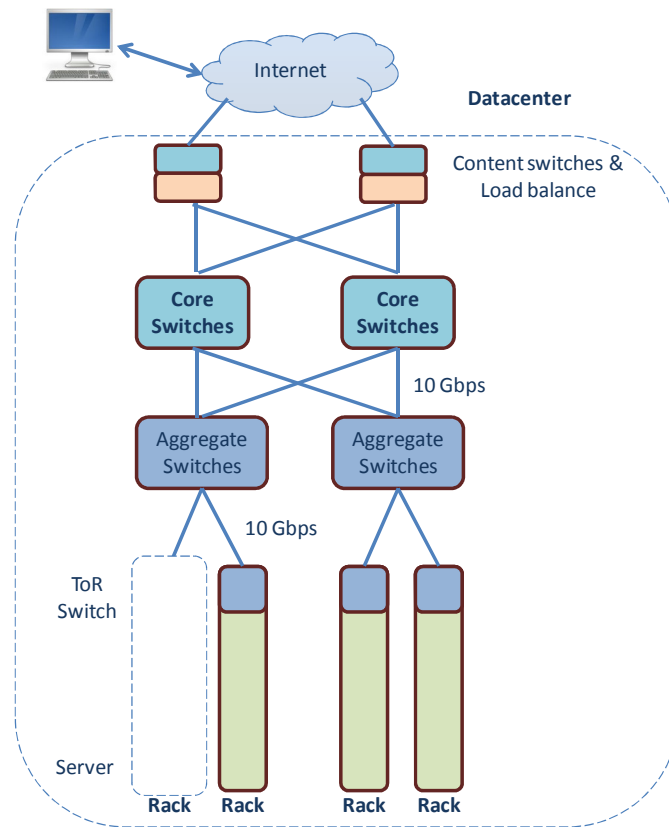 Internet
Datacenter
Content switches &
Load balance
Core
Switches
Core
Switches
10 Gbps
Aggregate
Switches
Aggregate
Switches
10 Gbps
ToR
Switch
Server
Rack
Rack
Rack
Rack